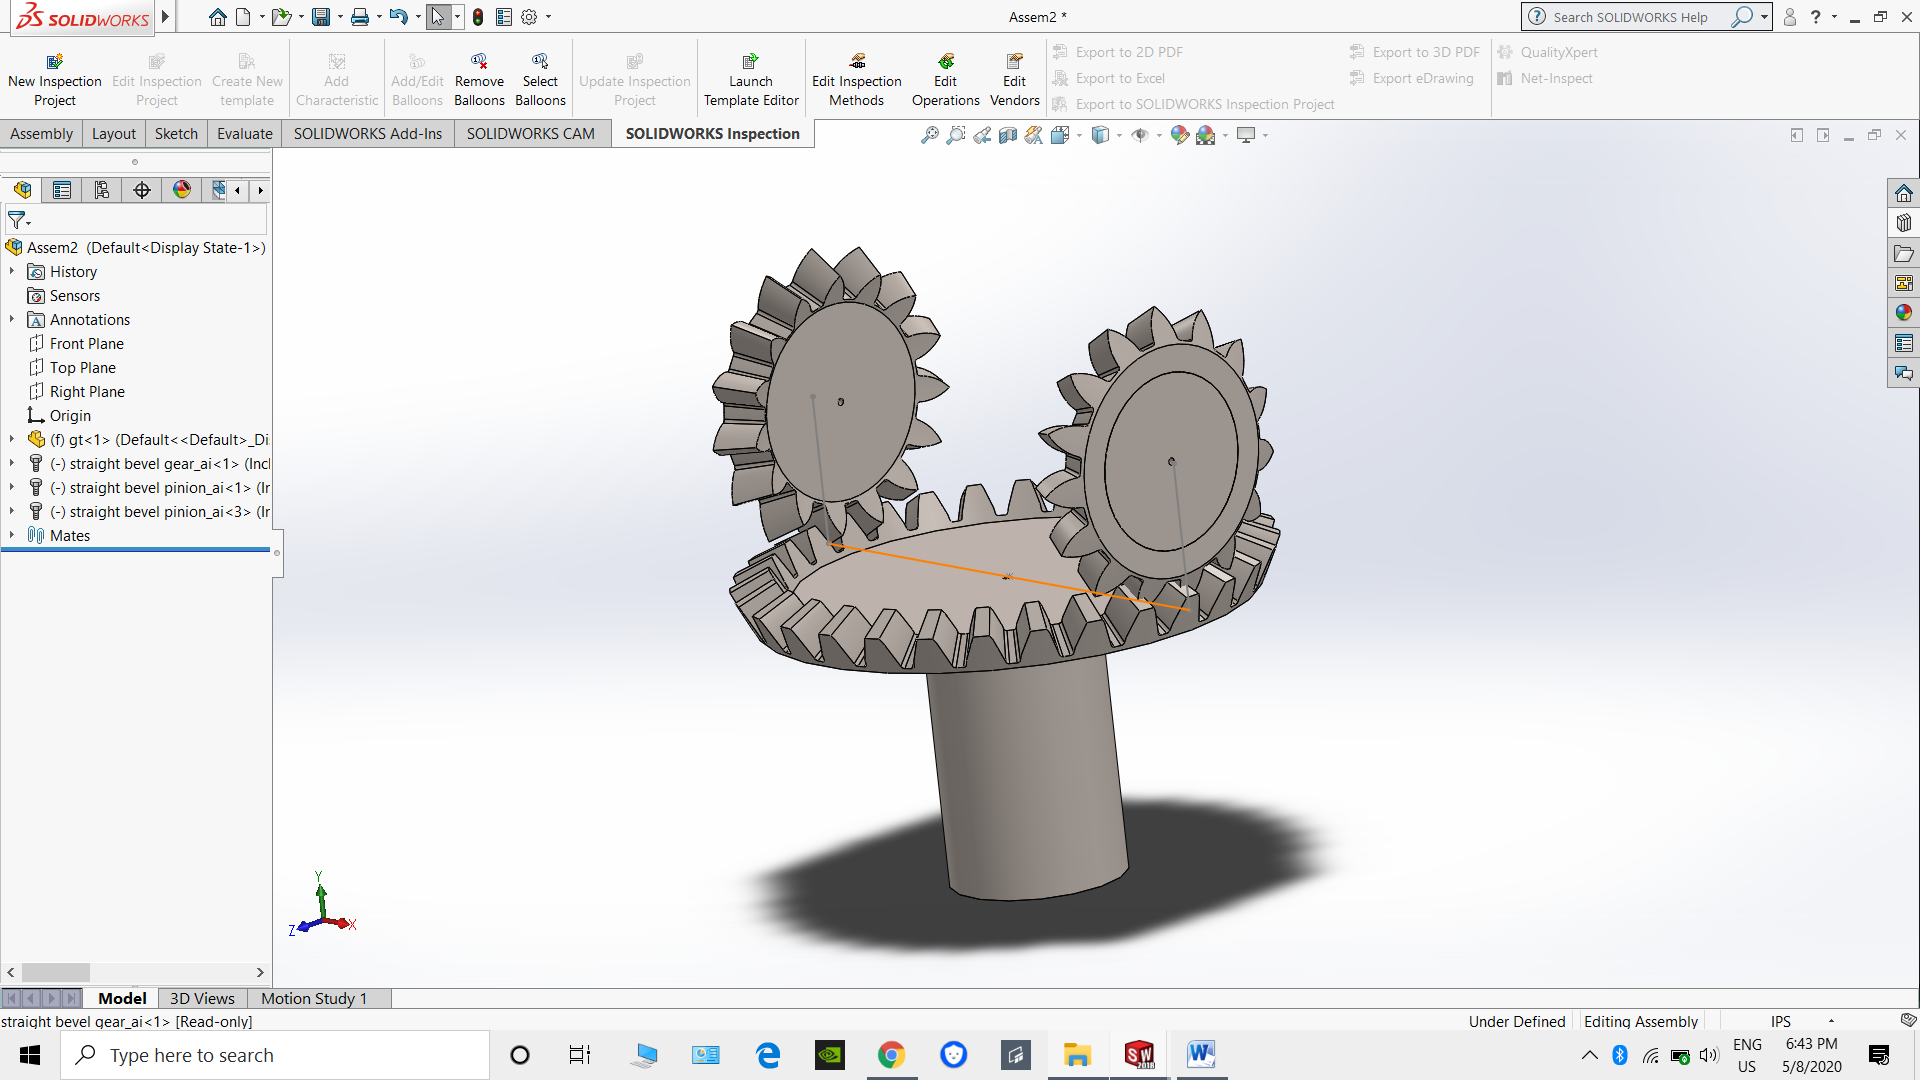 SOLIDWORKS
Assem2 *
Search SOLIDWORKS Help
New Inspection Project
Edit Inspection Project
Create New template
Add Characteristic
Add/Edit Balloons
Remove Balloons
Select Balloons
Update Inspection Project
Launch Template Editor
Edit Inspection Methods
Edit Operations
Edit Vendors
Export to 2D PDF
Export to Excel
Export to SOLIDWORKS Inspection Project
Export to 3D PDF
Export eDrawing
QualityXpert
Net-Inspect
Assembly
Layout
Sketch
Evaluate
SOLIDWORKS Add-Ins
SOLIDWORKS CAM
SOLIDWORKS Inspection
Assem2 (Default<Display State-1>)
History
Sensors
Annotations
Front Plane
Top Plane
Right Plane
Origin
(f) gt<1> (Default<<Default>_Di
(-) straight bevel gear_ai<1> (Incl
(-) straight bevel pinion_ai<1> (Ir
(-) straight bevel pinion_ai<3> (Ir
Mates
Y
Z
X
Model
3D Views
Motion Study 1
straight bevel gear_ai<1> [Read-only]
Under Defined
Editing Assembly
IPS
Type here to search
SW
2018
W
ENG
US
6:43 PM
5/8/2020